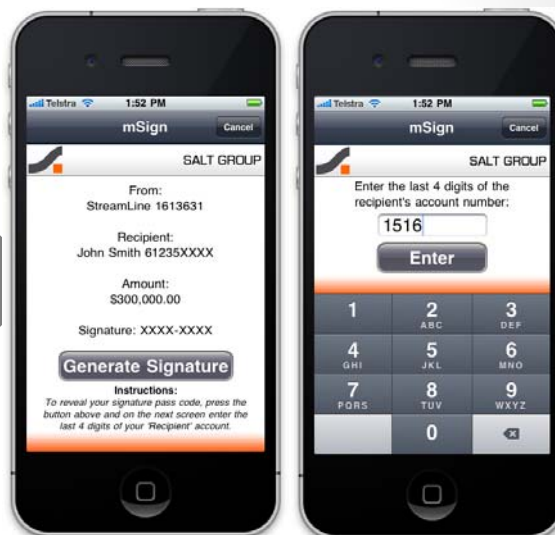 Telstra 1:52 PM
mSign Cancel
SALT GROUP
From:
StreamLine 1613631
Recipient:
John Smith 61235XXXX
Amount:
$300,000.00
Signature: XXXX-XXXX
Generate Signature
Instructions:
To reveal your signature pass code, press the
button above and on the next screen enter the
last 4 digits of your 'Recipient' account.
Telstra 1:52 PM
mSign Cancel
SALT GROUP
Enter the last 4 digits of the
recipient's account number:
1516
Enter
1 2 3
ABC DEF
4 5 6
GHI JKL MNO
7 8 9
PQRS TUV WXYZ
0